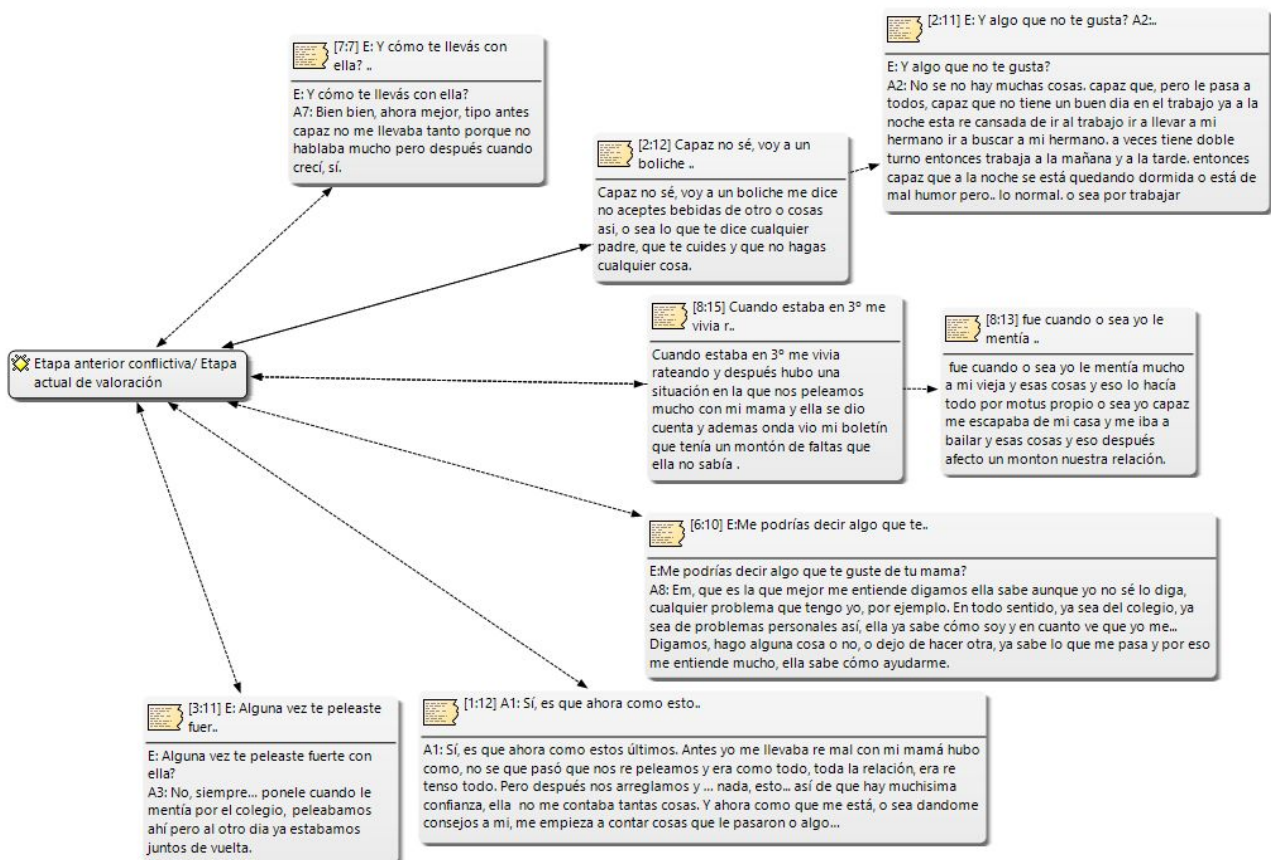 [7:7] E: Y cómo te llevás con
ella? ..
E: Y cómo te llevás con ella?
A7: Bien bien, ahora mejor, tipo antes
capaz no me llevaba tanto porque no
hablaba mucho pero después cuando
crecí, sí.
[2:12] Capaz no sé, voy a un
boliche ..
Capaz no sé, voy a un boliche me dice
no aceptes bebidas de otro o cosas
asi, o sea lo que te dice cualquier
padre, que te cuides y que no hagas
cualquier cosa.
[2:11] E: Y algo que no te gusta? A2:..
E: Y algo que no te gusta?
A2: No se no hay muchas cosas. capaz que, pero le pasa a
todos, capaz que no tiene un buen dia en el trabajo ya a la
noche esta re cansada de ir al trabajo ir a llevar a mi
hermano ir a buscar a mi hermano. a veces tiene doble
turno entonces trabaja a la mañana y a la tarde. entonces
capaz que a la noche se está quedando dormida o está de
mal humor pero.. lo normal. o sea por trabajar
[8:15] Cuando estaba en 3º me
vivia r..
Cuando estaba en 3º me vivia
rateando y después hubo una
situación en la que nos peleamos
mucho con mi mama y ella se dio
cuenta y ademas onda vio mi boletín
que tenía un montón de faltas que
ella no sabía .
[8:13] fue cuando o sea yo le
mentía ..
fue cuando o sea yo le mentía mucho
a mi vieja y esas cosas y eso lo hacía
todo por motus propio o sea yo capaz
me escapaba de mi casa y me iba a
bailar y esas cosas y eso después
afecto un monton nuestra relación.
Etapa anterior conflictiva/ Etapa
actual de valoración
[6:10] E:Me podrías decir algo que te..
E:Me podrías decir algo que te guste de tu mama?
A8: Em, que es la que mejor me entiende digamos ella sabe aunque yo no sé lo diga,
cualquier problema que tengo yo, por ejemplo. En todo sentido, ya sea del colegio, ya
sea de problemas personales así, ella ya sabe cómo soy y en cuanto ve que yo me...
Digamos, hago alguna cosa o no, o dejo de hacer otra, ya sabe lo que me pasa y por eso
me entiende mucho, ella sabe cómo ayudarme.
[3:11] E: Alguna vez te peleaste
fuer..
E: Alguna vez te peleaste fuerte con
ella?
A3: No, siempre... ponele cuando le
mentía por el colegio, peleabamos
ahí pero al otro dia ya estabamos
juntos de vuelta.
[1:12] A1: Sí, es que ahora como esto..
A1: Sí, es que ahora como estos últimos. Antes yo me llevaba re mal con mi mamá hubo
como, no se que pasó que nos re peleamos y era como todo, toda la relación, era re
tenso todo. Pero después nos arreglamos y ... nada, esto... así de que hay muchisima
confianza, ella no me contaba tantas cosas. Y ahora como que me está, o sea dandome
consejos a mi, me empieza a contar cosas que le pasaron o algo...